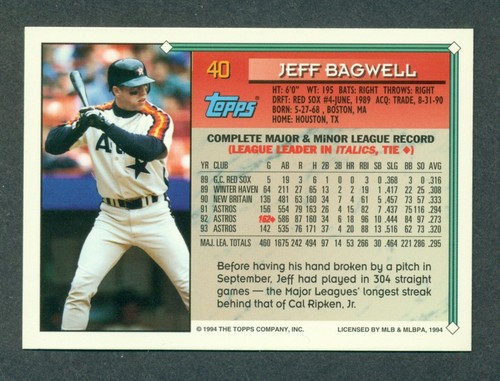 40
JEFF BAGWELL
Topps
HT: 6'0" WT: 195 BATS: RIGHT THROWS: RIGHT
DRFT: RED SOX #4-JUNE, 1989 ACQ: TRADE, 8-31-90
BORN: 5-27-68, BOSTON, MA
HOME: HOUSTON, TX
COMPLETE MAJOR & MINOR LEAGUE RECORD
(LEAGUE LEADER IN ITALICS, TIE ♦)
YR CLUB G AB R H 2B 3B HR RBI SB SLG BB SO AVG
89 G.C. RED SOX 5 19 3 6 1 0 0 3 0 .368 0 .316
89 WINTER HAVEN 64 211 27 65 13 2 2 19 1 .417 22 .308
90 NEW BRITAIN 136 481 63 160 34 7 4 61 5 .457 73 57 .333
91 ASTROS 156 554 79 163 26 4 15 82 7 .437 75 116 .294
92 ASTROS 162♦ 586 87 160 34 6 18 96 10 .444 84 97 .273
93 ASTROS 142 535 76 171 37 4 20 88 13 .516 62 73 .320
MAJ. LEA. TOTALS 460 1675 242 494 97 14 53 266 30 .464 221 286 .295
Before having his hand broken by a pitch in
September, Jeff had played in 304 straight
games — the Major Leagues' longest streak
behind that of Cal Ripken, Jr.
© 1994 THE TOPPS COMPANY, INC. LICENSED BY MLB & MLBPA, 1994